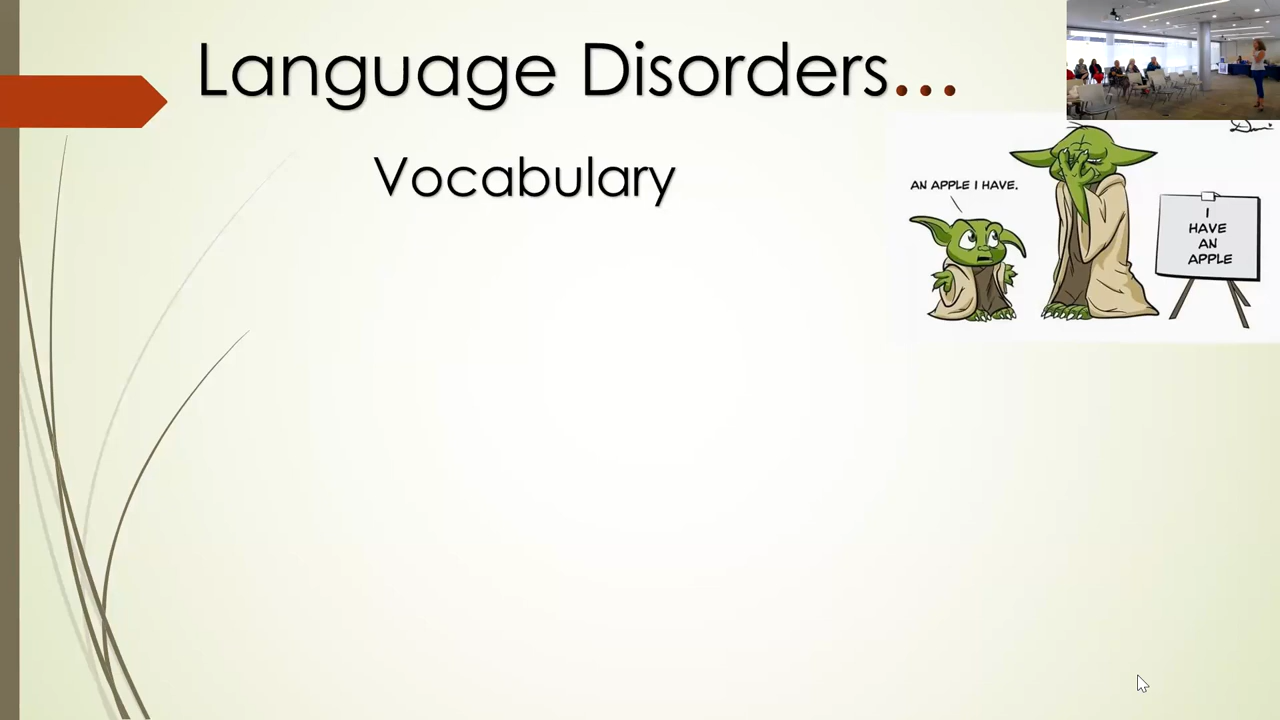 Language Disorders...
Vocabulary
AN APPLE I HAVE.
I
HAVE
AN
APPLE